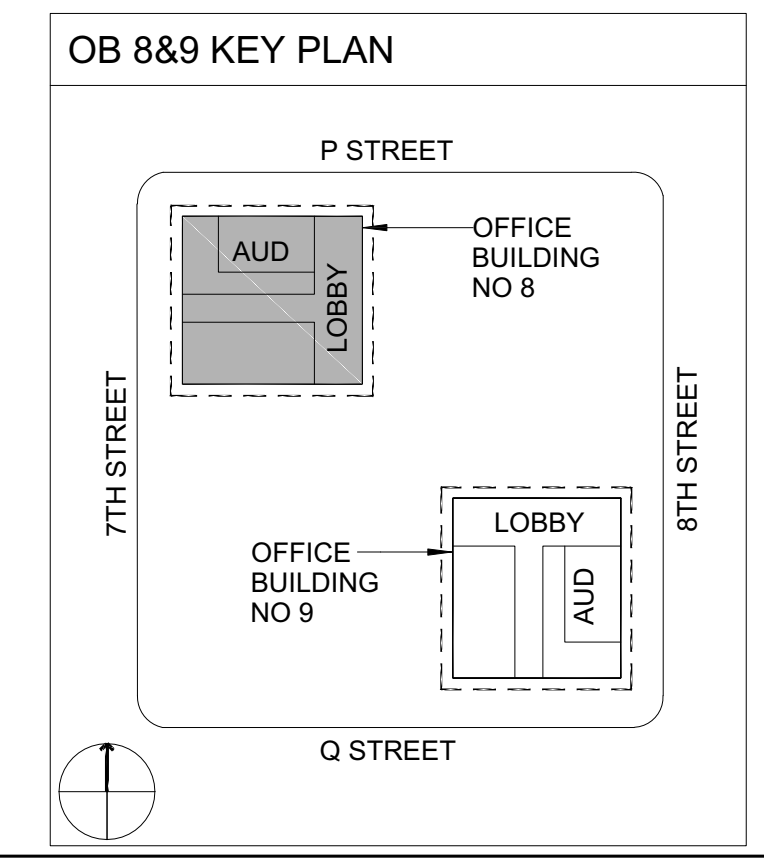 OB 8&9 KEY PLAN
P STREET
AUD
LOBBY
OFFICE
BUILDING
NO 8
7TH STREET
8TH STREET
LOBBY
AUD
OFFICE
BUILDING
NO 9
Q STREET